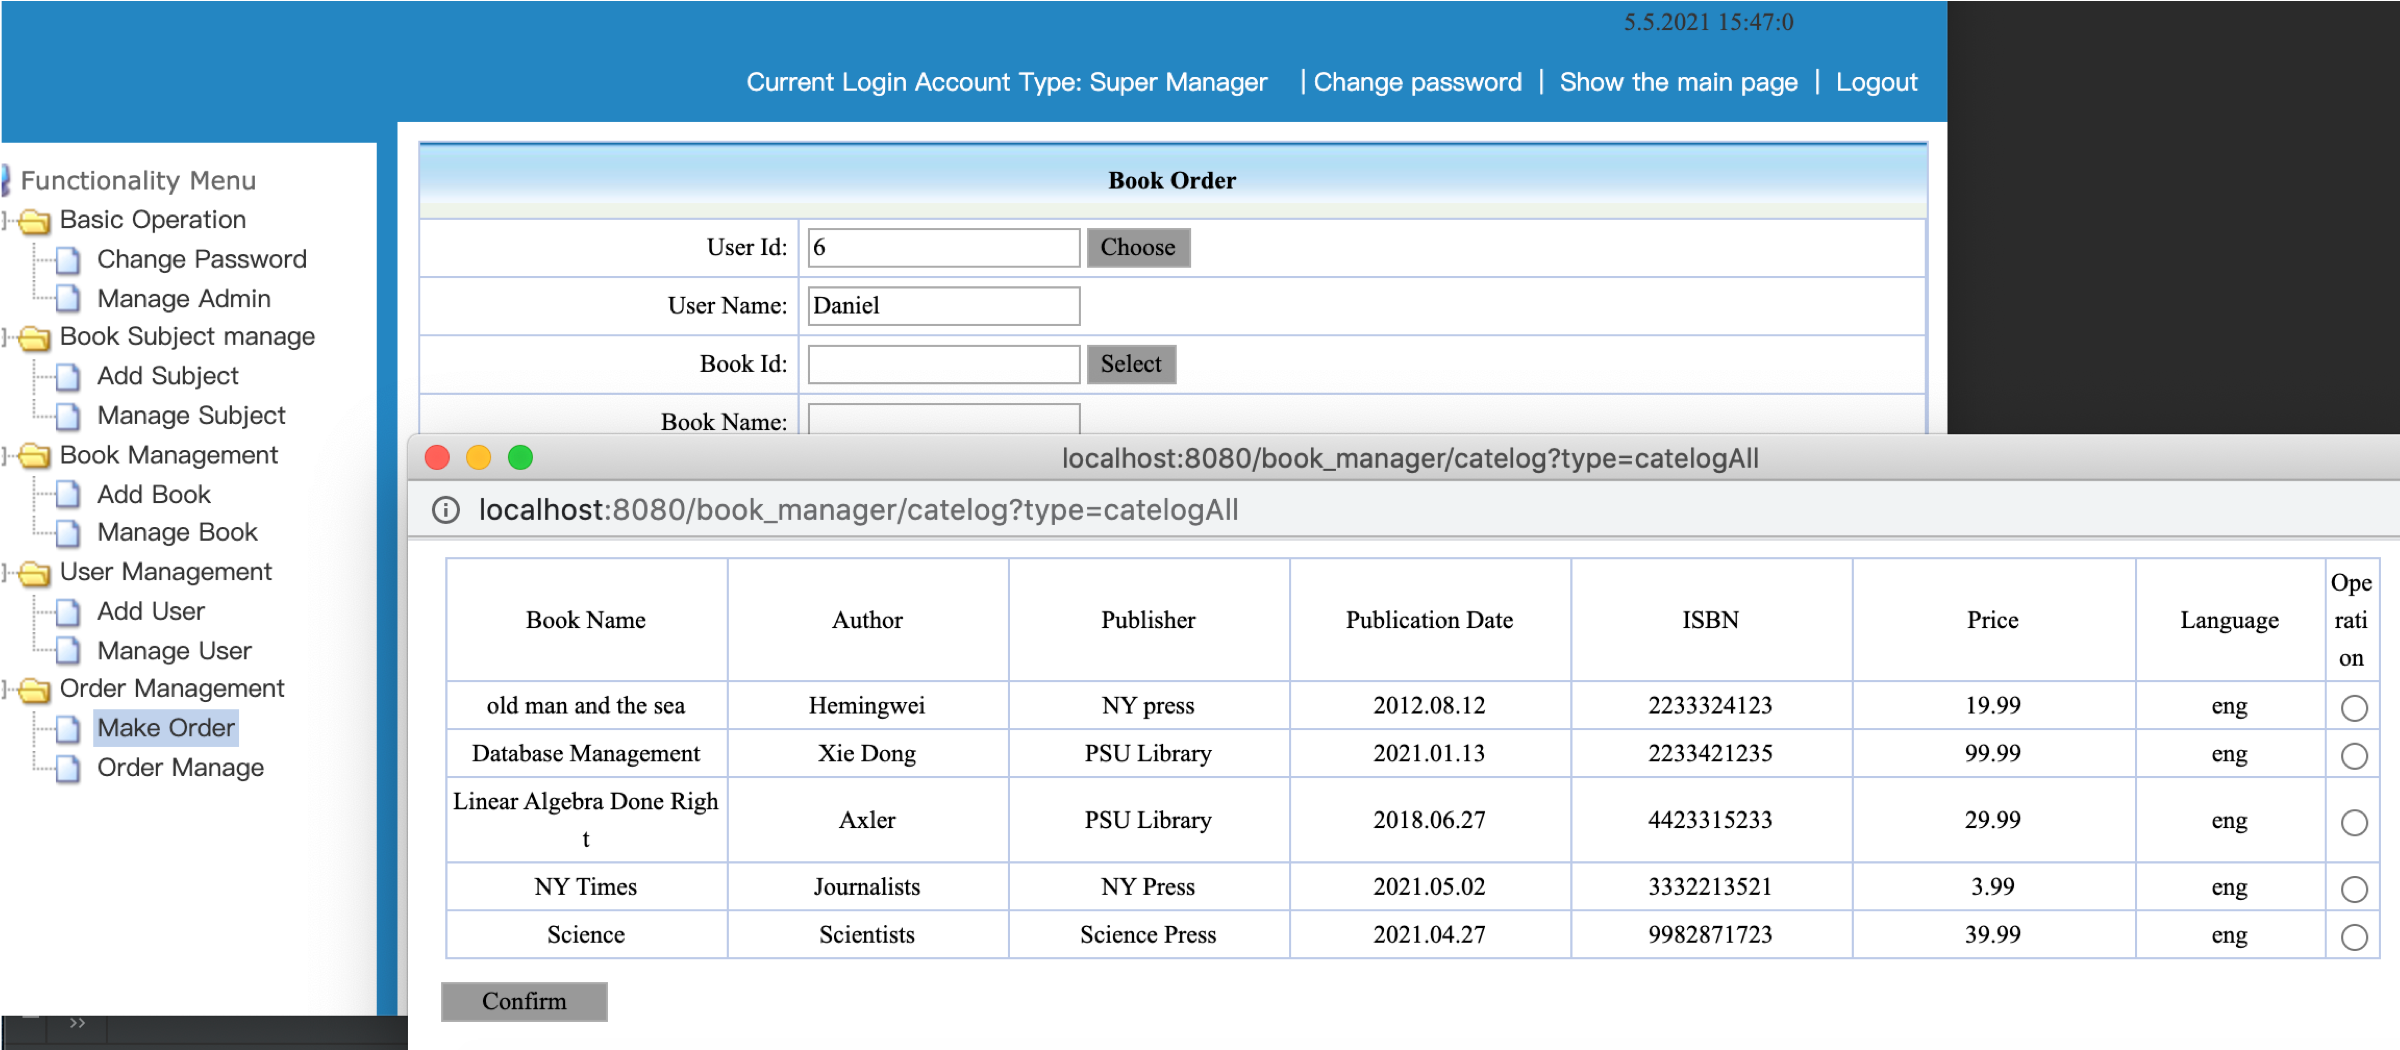 5.5.2021 15:47:0
Current Login Account Type: Super Manager | Change password | Show the main page | Logout
Functionality Menu
Basic Operation
Change Password
Manage Admin
Book Subject manage
Add Subject
Manage Subject
Book Management
Add Book
Manage Book
User Management
Add User
Manage User
Order Management
Make Order
Order Manage
Book Order
User Id: 6 Choose
User Name: Daniel
Book Id: Select
Book Name:
localhost:8080/book_manager/catelog?type=catelogAll
localhost:8080/book_manager/catelog?type=catelogAll
Book Name Author Publisher Publication Date ISBN Price Language Ope
rati
on
old man and the sea Hemingwei NY press 2012.08.12 2233324123 19.99 eng
Database Management Xie Dong PSU Library 2021.01.13 2233421235 99.99 eng
Linear Algebra Done Righ
t Axler PSU Library 2018.06.27 4423315233 29.99 eng
NY Times Journalists NY Press 2021.05.02 3332213521 3.99 eng
Science Scientists Science Press 2021.04.27 9982871723 39.99 eng
Confirm
>>